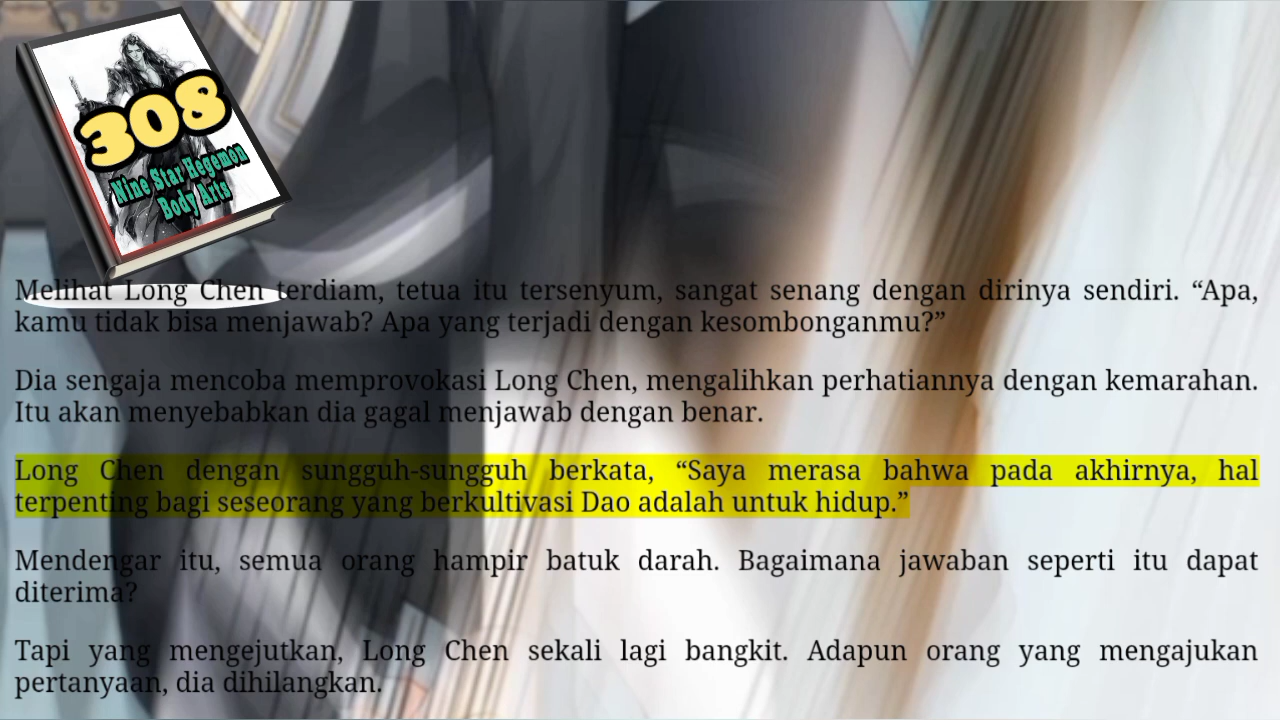 308
Nine Star Hegemon
Body Arts
Melihat Long Chen terdiam, tetua itu tersenyum, sangat senang dengan dirinya sendiri. “Apa,
kamu tidak bisa menjawab? Apa yang terjadi dengan kesombonganmu?”
Dia sengaja mencoba memprovokasi Long Chen, mengalihkan perhatiannya dengan kemarahan.
Itu akan menyebabkan dia gagal menjawab dengan benar.
Long Chen dengan sungguh-sungguh berkata, “Saya merasa bahwa pada akhirnya, hal
terpenting bagi seseorang yang berkultivasi Dao adalah untuk hidup.”
Mendengar itu, semua orang hampir batuk darah. Bagaimana jawaban seperti itu dapat
diterima?
Tapi yang mengejutkan, Long Chen sekali lagi bangkit. Adapun orang yang mengajukan
pertanyaan, dia dihilangkan.